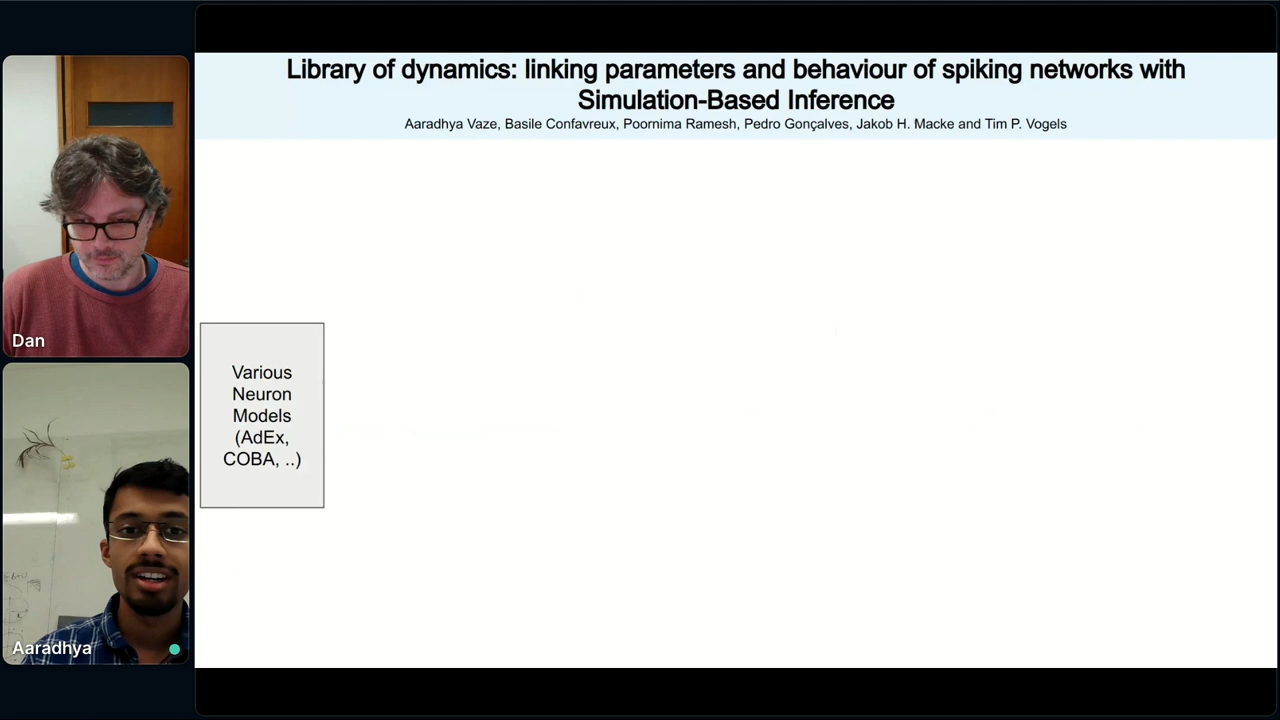 Library of dynamics: linking parameters and behaviour of spiking networks with
Simulation-Based Inference
Aaradhya Vaze, Basile Confavreux, Poornima Ramesh, Pedro Gonçalves, Jakob H. Macke and Tim P. Vogels
Dan
Various
Neuron
Models
(AdEx,
COBA, ..)
Aaradhya